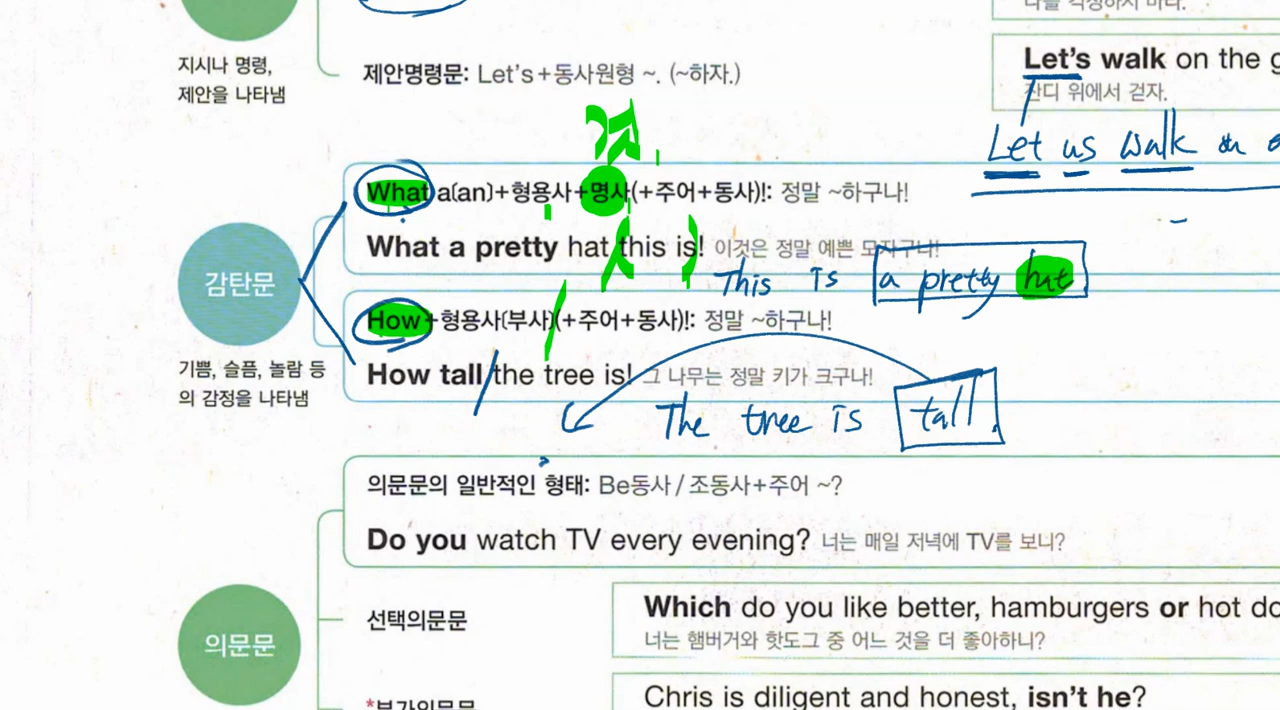 지시나 명령,
제안을 나타냄
제안명령문: Let's+동사원형 ~. (~하자.)
Let's walk on the
잔디 위에서 걷자.
Let us walk on
What a(an)+형용사+명사(+주어+동사)!: 정말 ~하구나!
What a pretty hat this is! 이것은 정말 예쁜 모자구나!
This is a pretty hat
감탄문
기쁨, 슬픔, 놀람 등
의 감정을 나타냄
How+형용사(부사)(+주어+동사)!: 정말 ~하구나!
How tall the tree is! 그 나무는 정말 키가 크구나!
The tree is tall.
의문문의 일반적인 형태: Be동사 / 조동사+주어 ~?
Do you watch TV every evening? 너는 매일 저녁에 TV를 보니?
의문문
선택의문문
Which do you like better, hamburgers or hot
너는 햄버거와 핫도그 중 어느 것을 더 좋아하니?
*부가의문문
Chris is diligent and honest, isn't he?